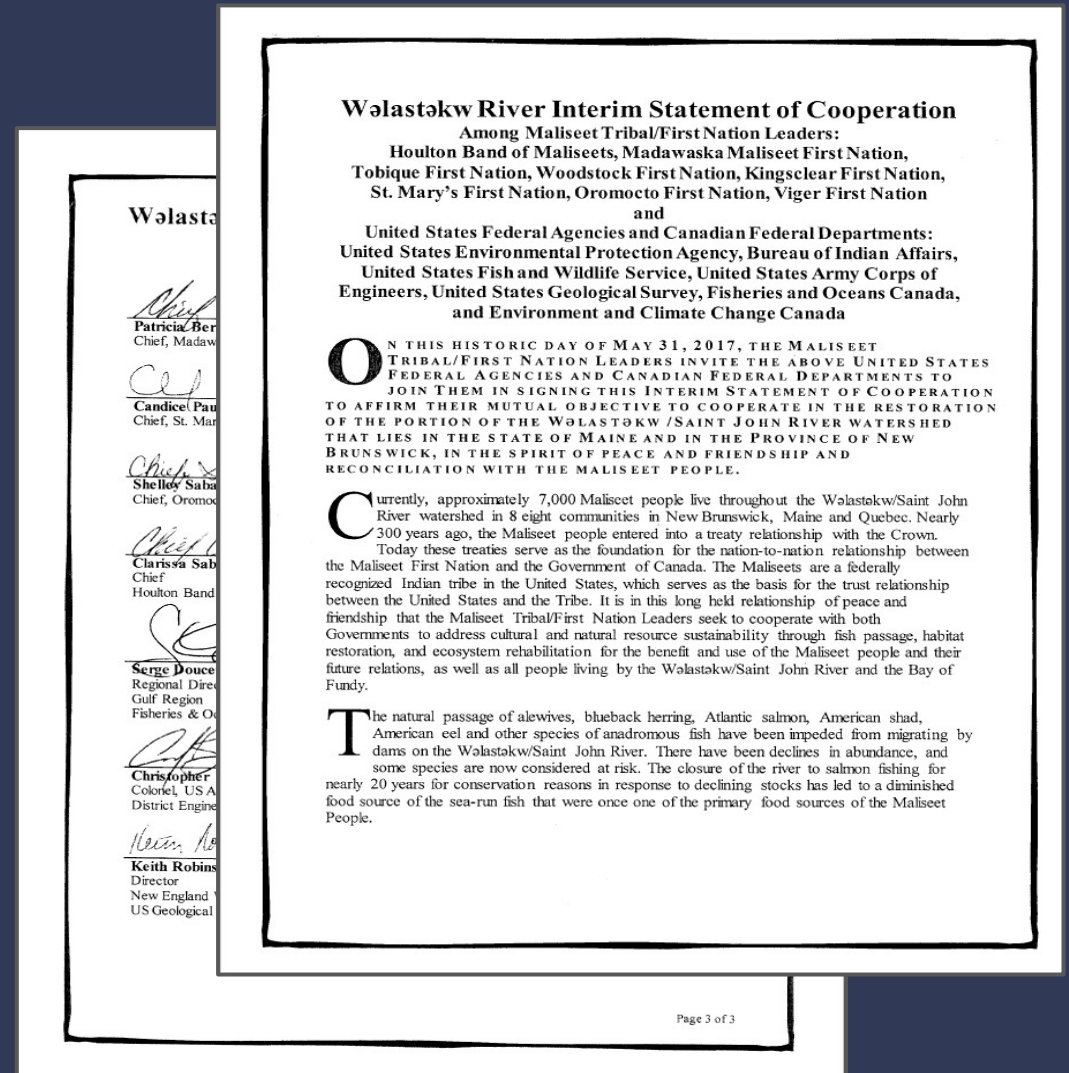 Wəlastəkw River Interim Statement of Cooperation
Among Maliseet Tribal/First Nation Leaders:
Houlton Band of Maliseets, Madawaska Maliseet First Nation,
Tobique First Nation, Woodstock First Nation, Kingsclear First Nation,
St. Mary's First Nation, Oromocto First Nation, Viger First Nation
and
United States Federal Agencies and Canadian Federal Departments:
United States Environmental Protection Agency, Bureau of Indian Affairs,
United States Fish and Wildlife Service, United States Army Corps of
Engineers, United States Geological Survey, Fisheries and Oceans Canada,
and Environment and Climate Change Canada
ON THIS HISTORIC DAY OF MAY 31, 2017, THE MALISEET
TRIBAL/FIRST NATION LEADERS INVITE THE ABOVE UNITED STATES
FEDERAL AGENCIES AND CANADIAN FEDERAL DEPARTMENTS TO
JOIN THEM IN SIGNING THIS INTERIM STATEMENT OF COOPERATION
TO AFFIRM THEIR MUTUAL OBJECTIVE TO COOPERATE IN THE RESTORATION
OF THE PORTION OF THE WəLASTəKW /SAINT JOHN RIVER WATERSHED
THAT LIES IN THE STATE OF MAINE AND IN THE PROVINCE OF NEW
BRUNSWICK, IN THE SPIRIT OF PEACE AND FRIENDSHIP AND
RECONCILIATION WITH THE MALISEET PEOPLE.
Currently, approximately 7,000 Maliseet people live throughout the Wəlastəkw/Saint John
River watershed in 8 eight communities in New Brunswick, Maine and Quebec. Nearly
300 years ago, the Maliseet people entered into a treaty relationship with the Crown.
Today these treaties serve as the foundation for the nation-to-nation relationship between
the Maliseet First Nation and the Government of Canada. The Maliseets are a federally
recognized Indian tribe in the United States, which serves as the basis for the trust relationship
between the United States and the Tribe. It is in this long held relationship of peace and
friendship that the Maliseet Tribal/First Nation Leaders seek to cooperate with both
Governments to address cultural and natural resource sustainability through fish passage, habitat
restoration, and ecosystem rehabilitation for the benefit and use of the Maliseet people and their
future relations, as well as all people living by the Wəlastəkw/Saint John River and the Bay of
Fundy.
The natural passage of alewives, blueback herring, Atlantic salmon, American shad,
American eel and other species of anadromous fish have been impeded from migrating by
dams on the Wəlastəkw/Saint John River. There have been declines in abundance, and
some species are now considered at risk. The closure of the river to salmon fishing for
nearly 20 years for conservation reasons in response to declining stocks has led to a diminished
food source of the sea-run fish that were once one of the primary food sources of the Maliseet
People.
Wəlastə
Chief
Patricia Ber
Chief, Madaw
Candice Pau
Chief, St. Mar
Chief
Shelley Saba
Chief, Oromoc
Chief
Clarissa Sab
Chief
Houlton Band
Serge Douce
Regional Direc
Gulf Region
Fisheries & Oc
Christopher
Colonel, US A
District Engine
Keith Robins
Director
New England
US Geological
Page 3 of 3